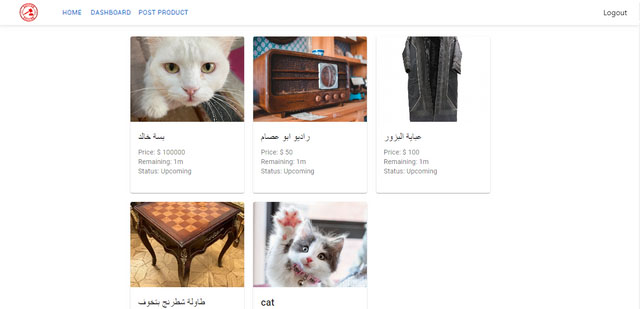 HOME DASHBOARD POST PRODUCT Logout
بسة خالد
Price: $ 100000
Remaining: 1m
Status: Upcoming
راديو ابو عصام
Price: $ 50
Remaining: 1m
Status: Upcoming
عباية البزور
Price: $ 100
Remaining: 1m
Status: Upcoming
طاولة شطرنج بتخوف
cat